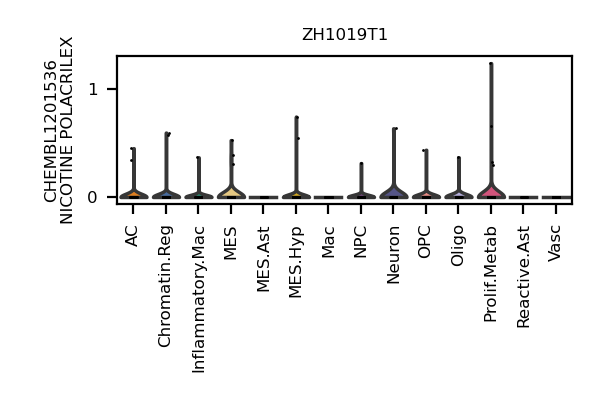 ZH1019T1
CHEMBL1201536
NICOTINE POLACRILEX
1
0
AC
Chromatin.Reg
Inflammatory.Mac
MES
MES.Ast
MES.Hyp
Mac
NPC
Neuron
OPC
Oligo
Prolif.Metab
Reactive.Ast
Vasc